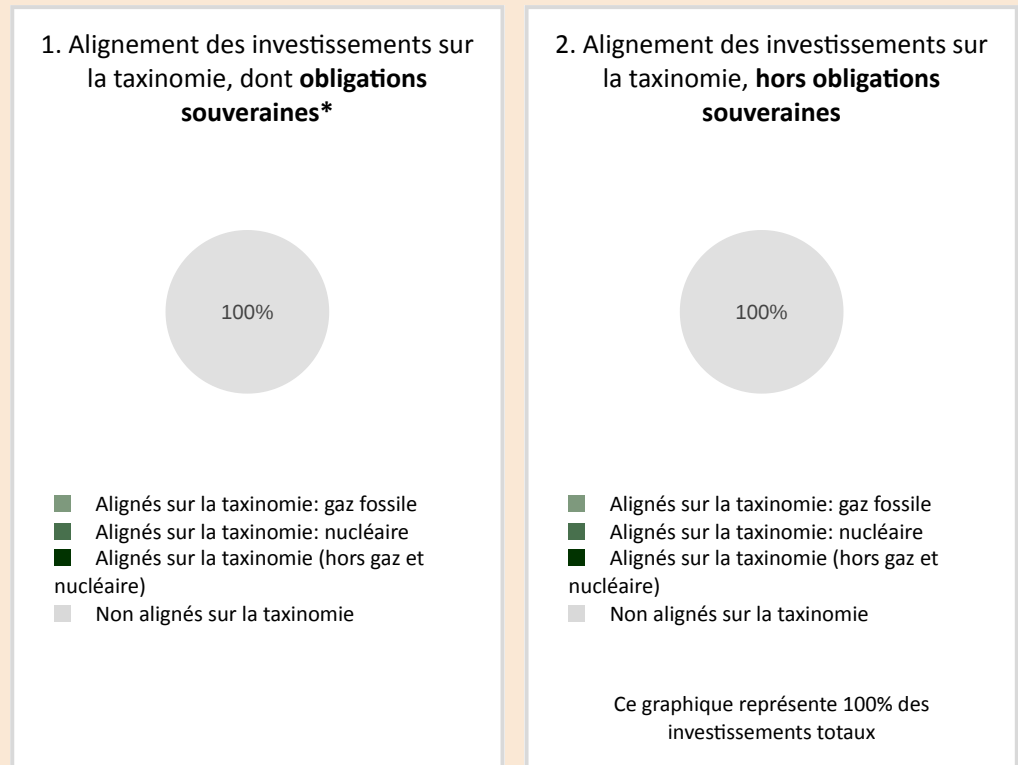 1. Alignement des investissements sur
la taxinomie, dont obligations
souveraines*
100%
Alignés sur la taxinomie: gaz fossile
Alignés sur la taxinomie: nucléaire
Alignés sur la taxinomie (hors gaz et
nucléaire)
Non alignés sur la taxinomie
2. Alignement des investissements sur
la taxinomie, hors obligations
souveraines
100%
Alignés sur la taxinomie: gaz fossile
Alignés sur la taxinomie: nucléaire
Alignés sur la taxinomie (hors gaz et
nucléaire)
Non alignés sur la taxinomie
Ce graphique représente 100% des
investissements totaux